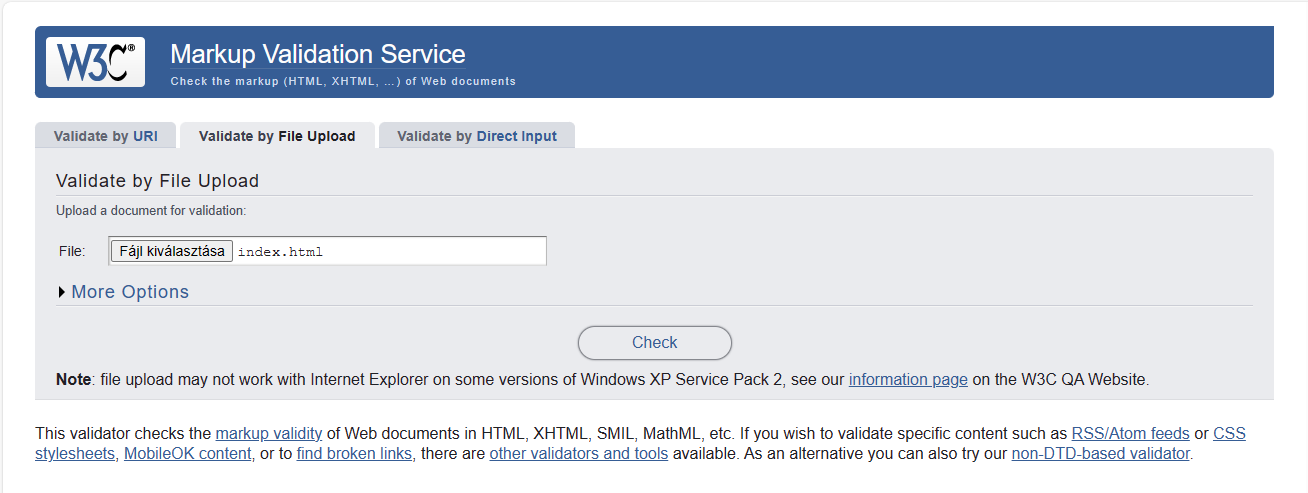 W3C®
Markup Validation Service
Check the markup (HTML, XHTML, …) of Web documents
Validate by URI
Validate by File Upload
Validate by Direct Input
Validate by File Upload
Upload a document for validation:
File: Fájl kiválasztása index.html
More Options
Check
Note: file upload may not work with Internet Explorer on some versions of Windows XP Service Pack 2, see our information page on the W3C QA Website.
This validator checks the markup validity of Web documents in HTML, XHTML, SMIL, MathML, etc. If you wish to validate specific content such as RSS/Atom feeds or CSS
stylesheets, MobileOK content, or to find broken links, there are other validators and tools available. As an alternative you can also try our non-DTD-based validator.